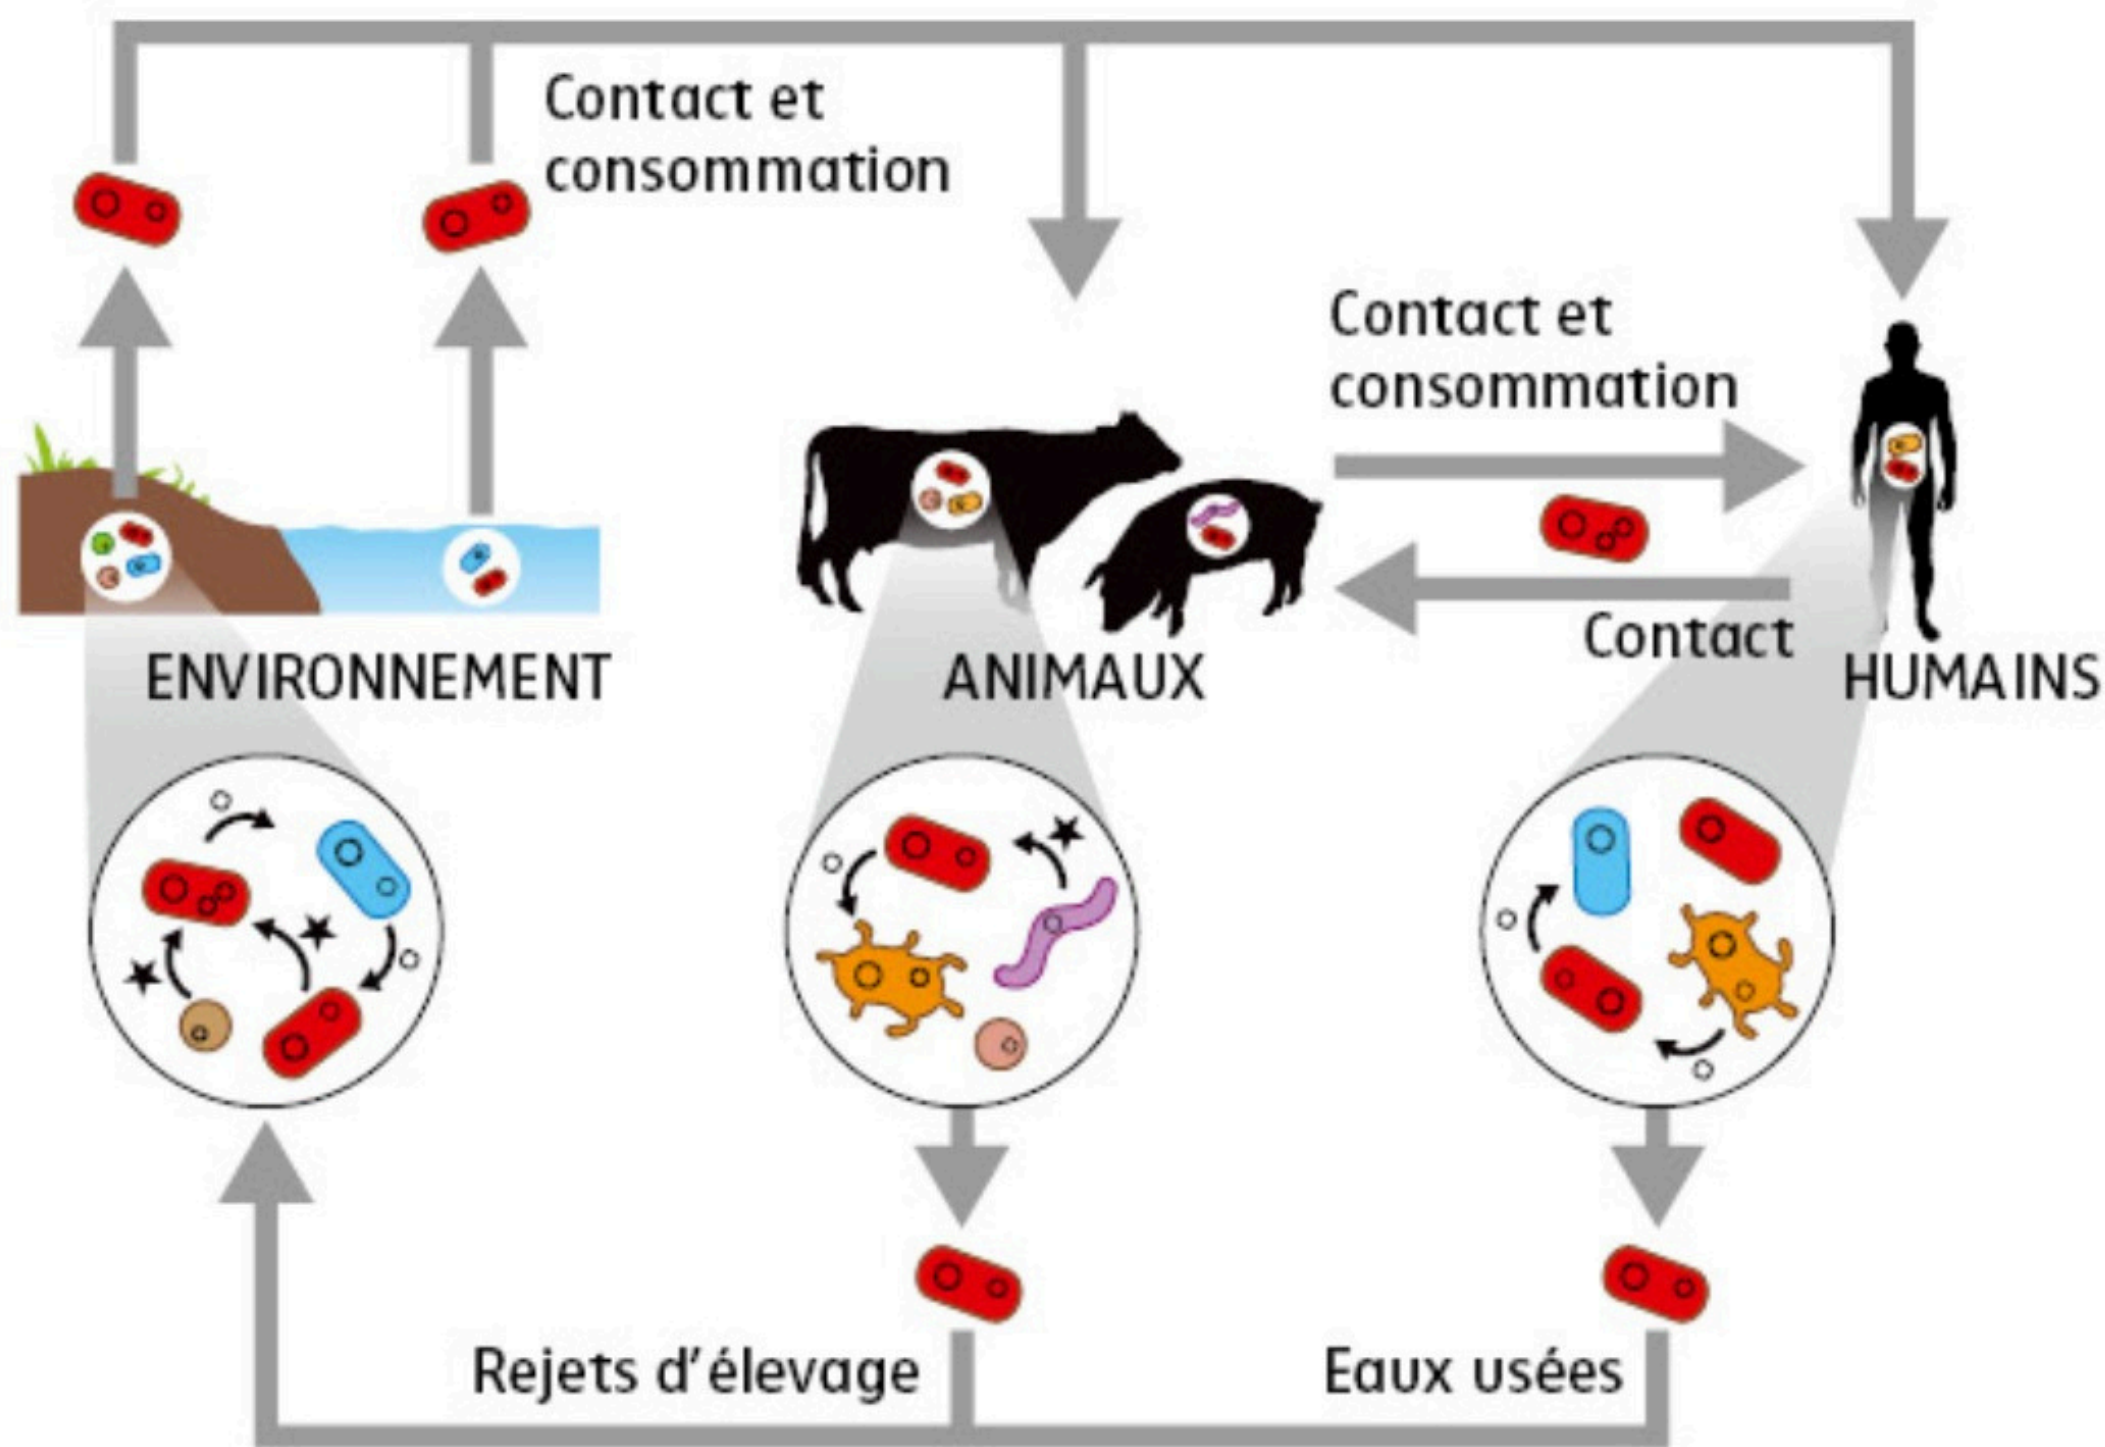 Contact et
consommation
Contact et
consommation
Contact
ENVIRONNEMENT
ANIMAUX
HUMAINS
Rejets d'élevage
Eaux usées